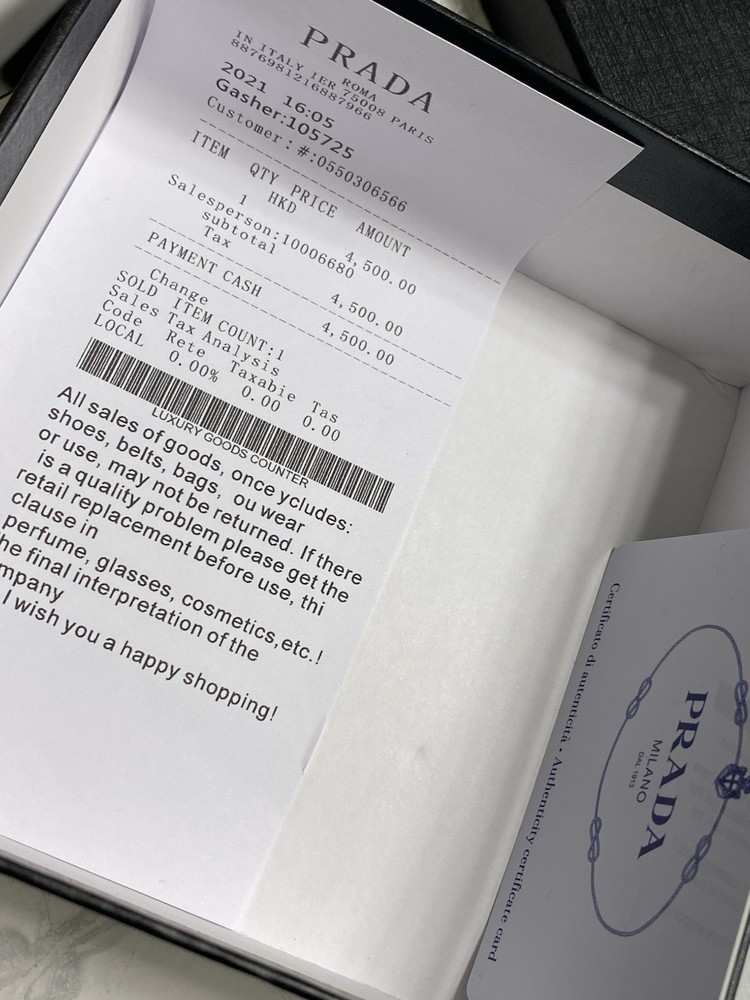 PRADA
ROMA
IN ITALY IER 75008 PARIS
8876981216887966
2021 16:05
Gasher:105725
Customer:#:0550306566
ITEM QTY PRICE AMOUNT
1 HKD 4,500.00
Salesperson:10006680
subtotal 4,500.00
Tax
PAYMENT CASH 4,500.00
Change
SOLD ITEM COUNT:1
Sales Tax Analysis
Code Rete Taxabie Tas
LOCAL 0.00% 0.00 0.00
LUXURY GOODS COUNTER
All sales of goods, once ycludes:
shoes, belts, bags, ou wear
or use, may not be returned. If there
is a quality problem please get the
retail replacement before use, thi
clause in
perfume, glasses, cosmetics,etc.!
he final interpretation of the
mpany
I wish you a happy shopping!
Certificato di autenticità • Authenticity certificate card
PRADA
MILANO
DAL 1913